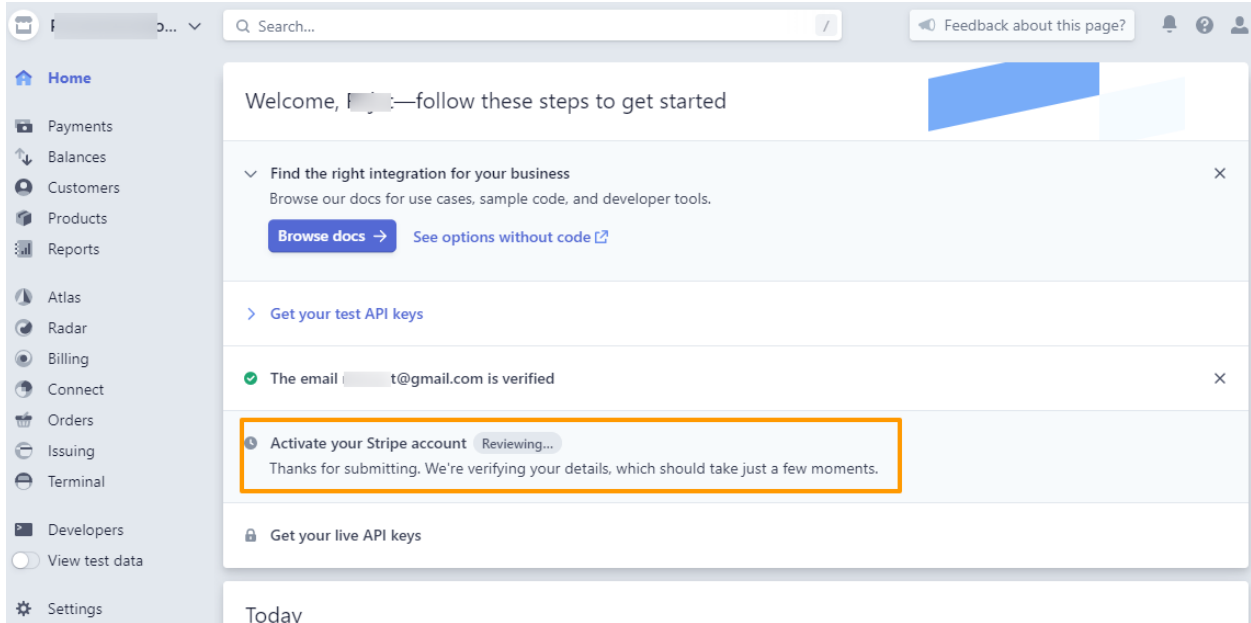 Search... /
Feedback about this page?
Home
Payments
Balances
Customers
Products
Reports
Atlas
Radar
Billing
Connect
Orders
Issuing
Terminal
Developers
View test data
Settings
Welcome, —follow these steps to get started
Find the right integration for your business
Browse our docs for use cases, sample code, and developer tools.
Browse docs → See options without code
Get your test API keys
The email t@gmail.com is verified
Activate your Stripe account Reviewing...
Thanks for submitting. We're verifying your details, which should take just a few moments.
Get your live API keys
Today